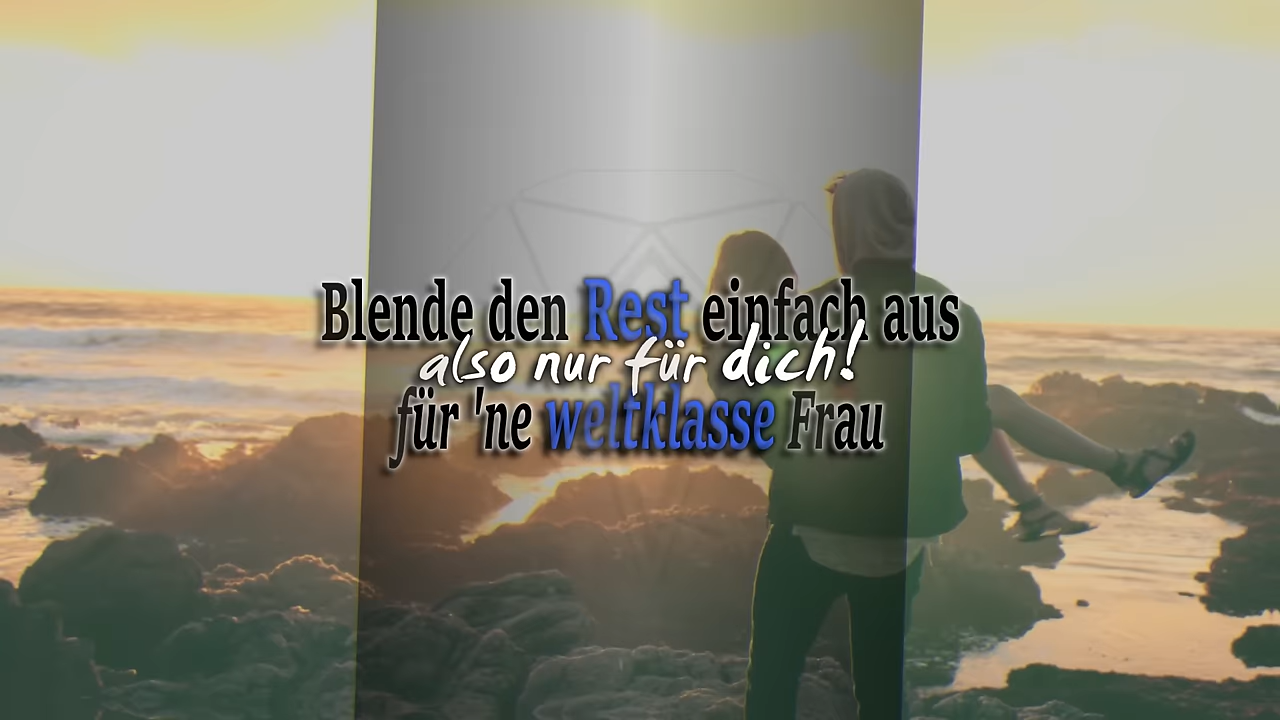 Blende den Rest einfach aus
also nur für dich!
für 'ne weltklasse Frau